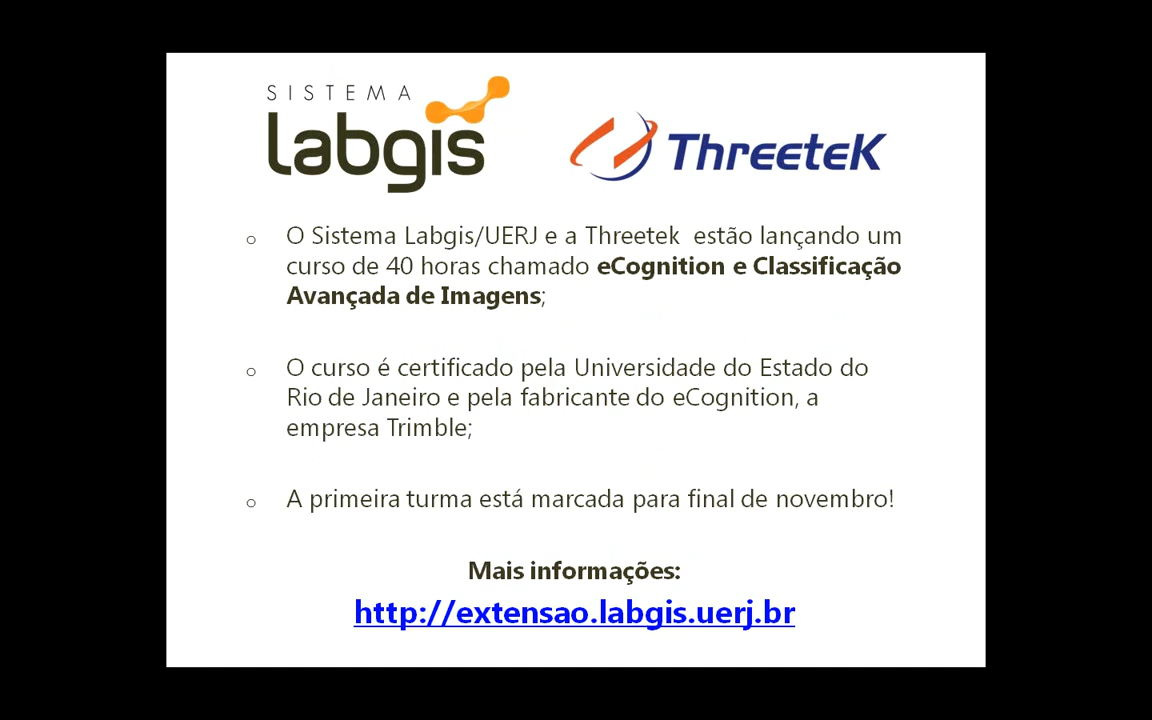 SISTEMA
labgis
Threetek
O Sistema Labgis/UERJ e a Threetek estão lançando um
curso de 40 horas chamado eCognition e Classificação
Avançada de Imagens;
O curso é certificado pela Universidade do Estado do
Rio de Janeiro e pela fabricante do eCognition, a
empresa Trimble;
A primeira turma está marcada para final de novembro!
Mais informações:
http://extensao.labgis.uerj.br